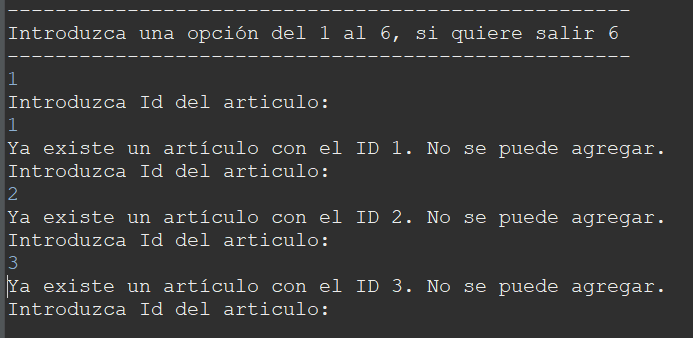 ----------------------------------------------------
Introduzca una opción del 1 al 6, si quiere salir 6
----------------------------------------------------
1
Introduzca Id del articulo:
1
Ya existe un artículo con el ID 1. No se puede agregar.
Introduzca Id del articulo:
2
Ya existe un artículo con el ID 2. No se puede agregar.
Introduzca Id del articulo:
3
Ya existe un artículo con el ID 3. No se puede agregar.
Introduzca Id del articulo: